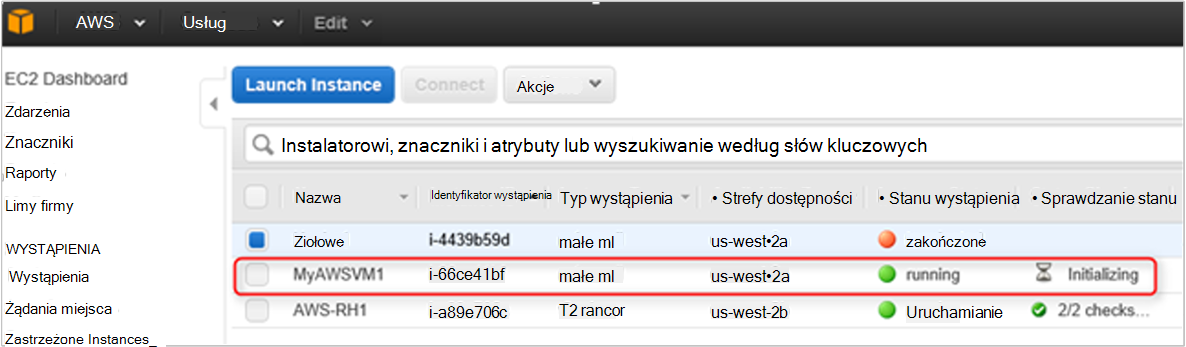 AWS Usług Edit
EC2 Dashboard
Zdarzenia
Znaczniki
Raporty
Limy firmy
WYSTĄPIENIA
Wystąpienia
Żądania miejsca
Zastrzeżone Instances_
Launch Instance Connect Akcje
Instalatorowi, znaczniki i atrybuty lub wyszukiwanie według słów kluczowych
Nazwa Identyfikator wystąpienia Typ wystąpienia • Strefy dostępności • Stanu wystąpienia • Sprawdzanie stanu
Ziołowe i-4439b59d małe ml us-west•2a zakończone
MyAWSVM1 i-66ce41bf małe ml us-west•2a running Initializing
AWS-RH1 i-a89e706c T2 rancor us-west-2b Uruchamianie 2/2 checks...